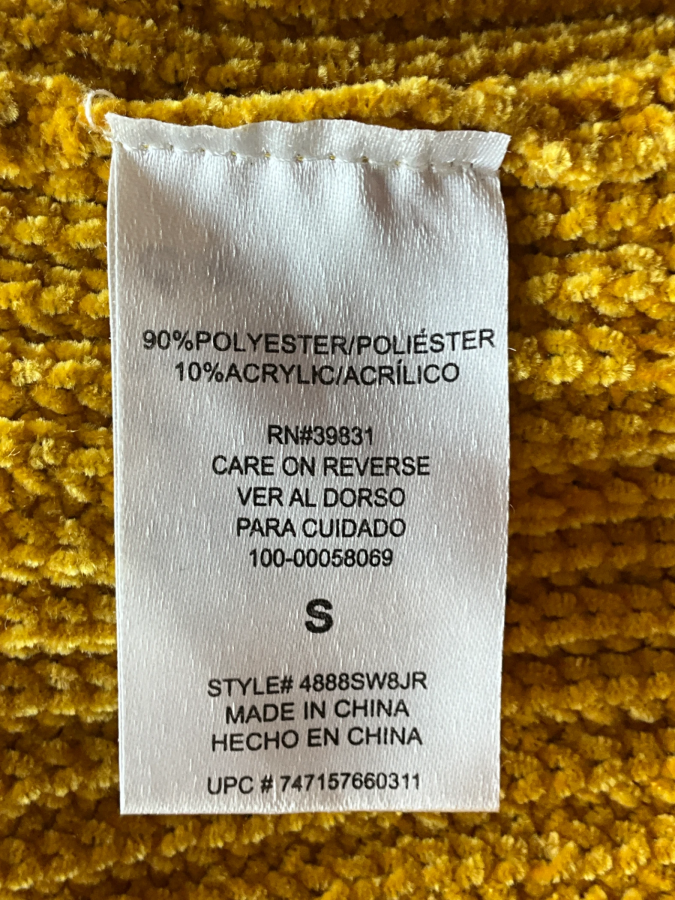 90%POLYESTER/POLIÉSTER
10%ACRYLIC/ACRÍLICO
RN#39831
CARE ON REVERSE
VER AL DORSO
PARA CUIDADO
100-00058069
S
STYLE# 4888SW8JR
MADE IN CHINA
HECHO EN CHINA
UPC # 747157660311